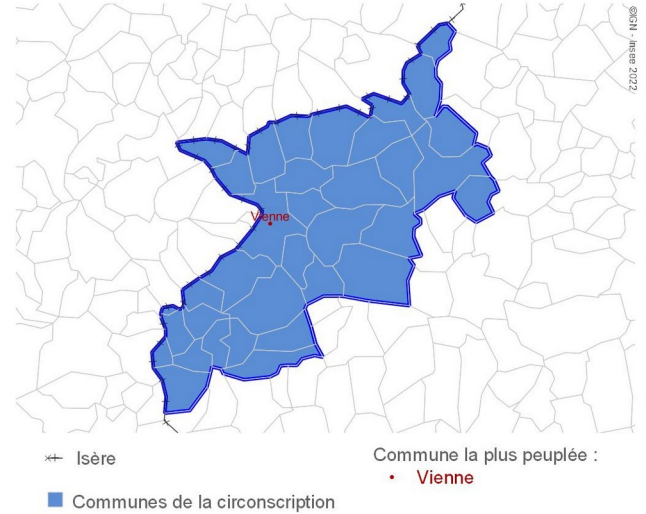 ©IGN - Insee 2022
Vienne
Isère
Communes de la circonscription
Commune la plus peuplée :
Vienne